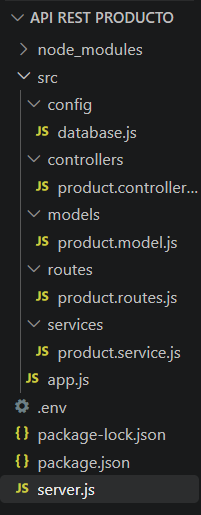 API REST PRODUCTO
node_modules
src
config
JS database.js
controllers
JS product.controller...
models
JS product.model.js
routes
JS product.routes.js
services
JS product.service.js
JS app.js
.env
{} package-lock.json
{} package.json
JS server.js